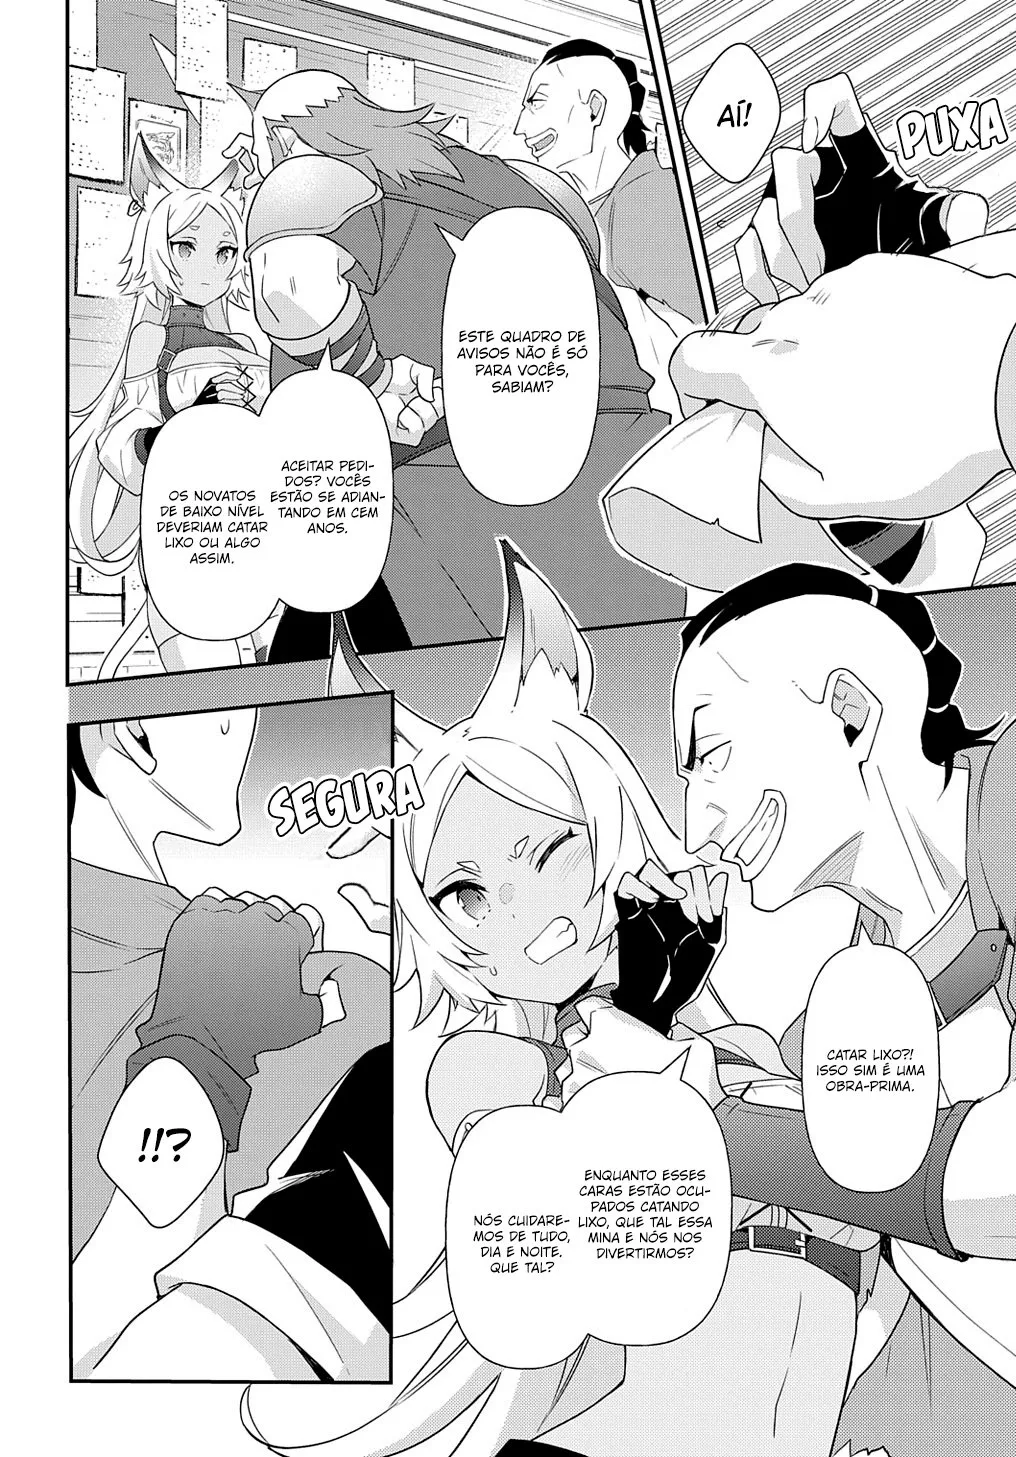 AÍ!
PUXA
ESTE QUADRO DE
AVISOS NÃO É SÓ
PARA VOCÊS,
SABIAM?
ACEITAR PEDI-
DOS? VOCÊS
ESTÃO SE ADIAN-
TANDO EM CEM
ANOS.
OS NOVATOS
DE BAIXO NÍVEL
DEVERIAM CATAR
LIXO OU ALGO
ASSIM.
CATAR LIXO?!
ISSO SIM É UMA
OBRA-PRIMA.
ENQUANTO ESSES
CARAS ESTÃO OCU-
PADOS CATANDO
LIXO, QUE TAL ESSA
MINA E NÓS NOS
DIVERTIRMOS?
NÓS CUIDARE-
MOS DE TUDO,
DIA E NOITE.
QUE TAL?
SEGURA
!!?